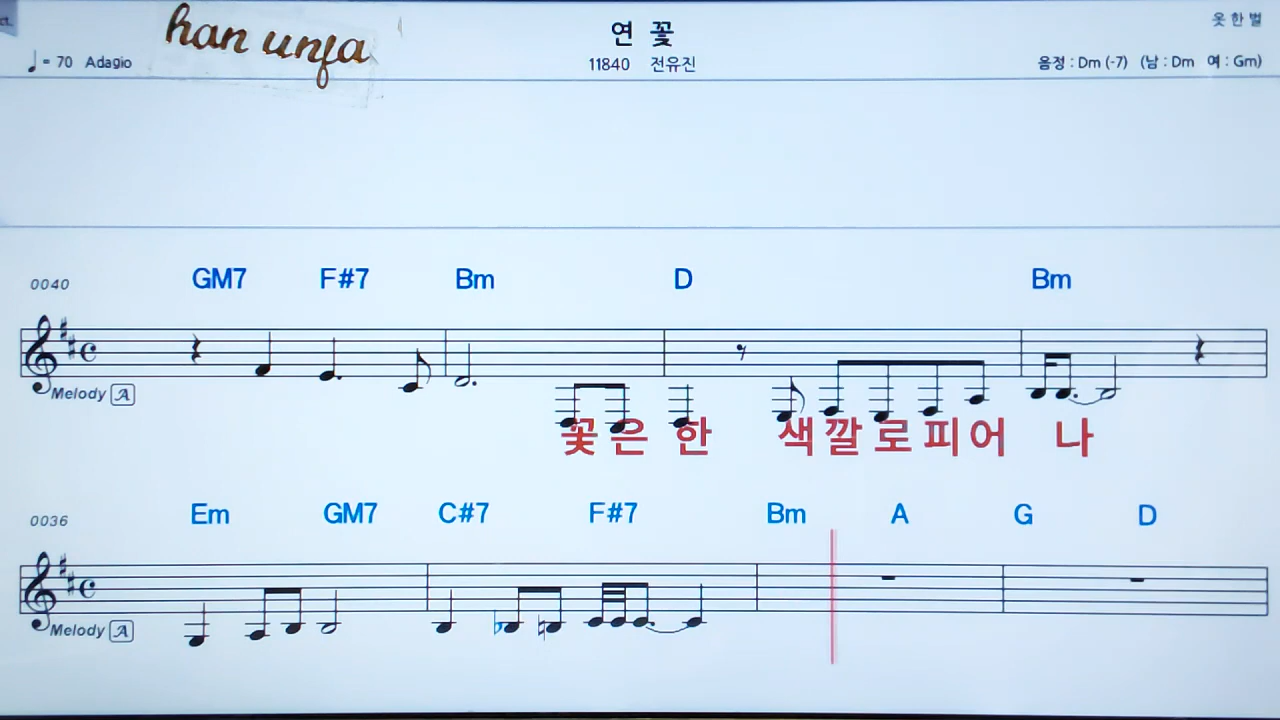 ct.
han unfa
연 꽃
옷 한 벌
♩ = 70 Adagio
11840 전유진
음정 : Dm (-7) (남 : Dm 여 : Gm)
GM7 F#7 Bm D Bm
0040
Melody A
꽃 은 한 색 깔 로 피 어 나
Em GM7 C#7 F#7 Bm A G D
0036
Melody A